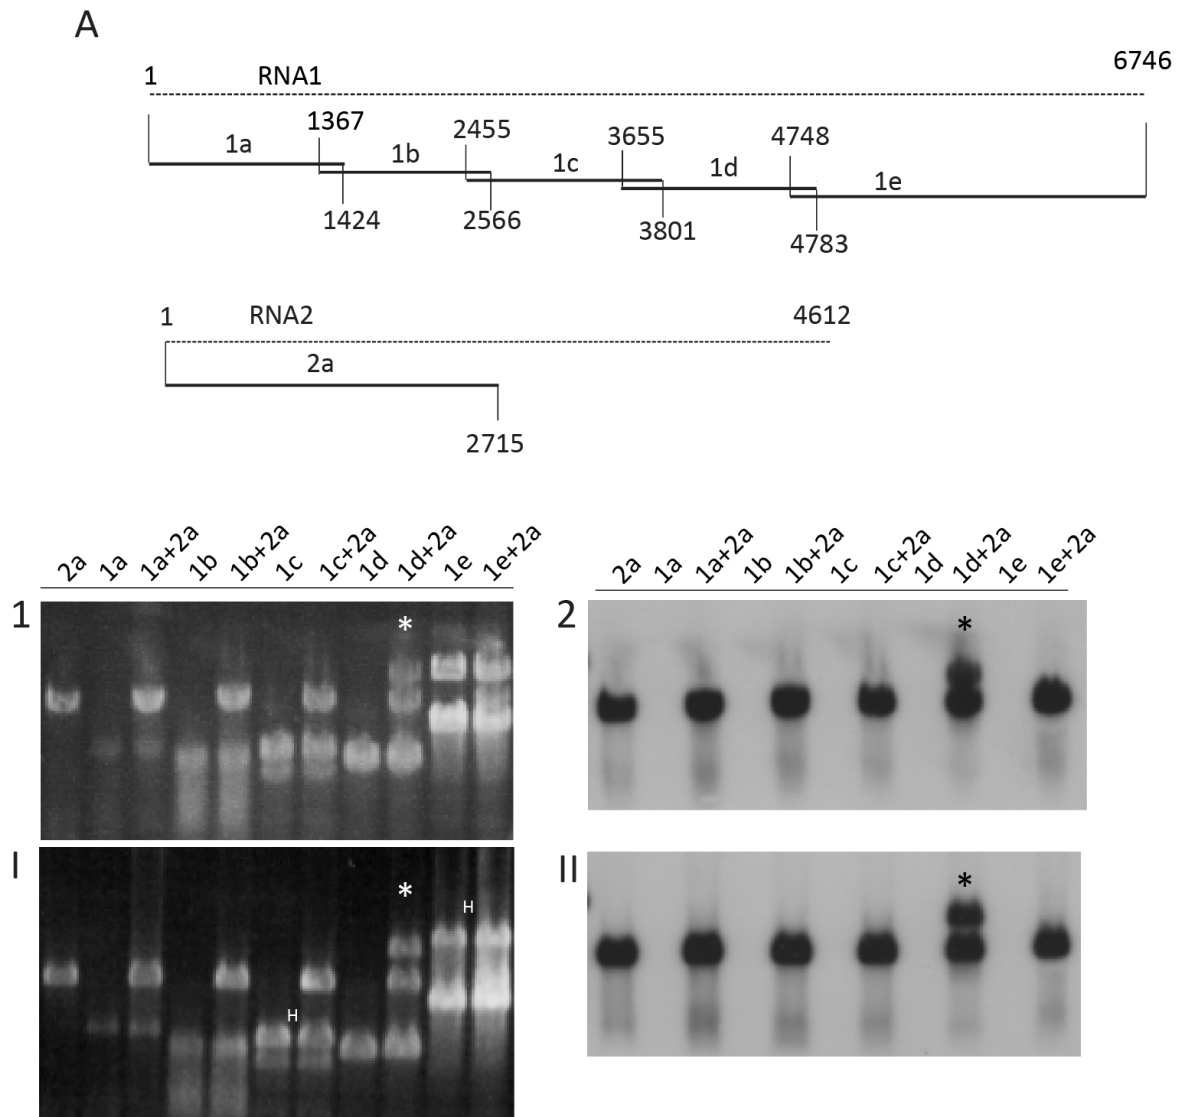 A
1 RNA1 6746
1367 2455 3655 4748
1a 1b 1c 1d 1e
1424 2566 3801 4783
1 RNA2 4612
2a
2715
2a 1a 1a+2a 1b 1b+2a 1c 1c+2a 1d 1d+2a 1e 1e+2a
2a 1a 1a+2a 1b 1b+2a 1c 1c+2a 1d 1d+2a 1e 1e+2a
1 *
2 *
I * H H
II *